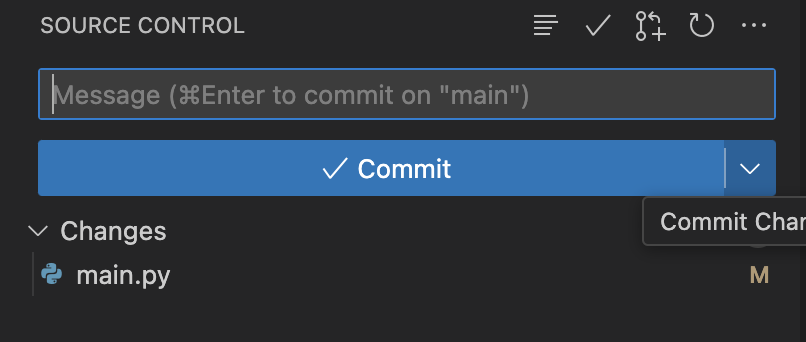 SOURCE CONTROL
Message (⌘Enter to commit on "main")
Commit
Commit Char
Changes
main.py
M